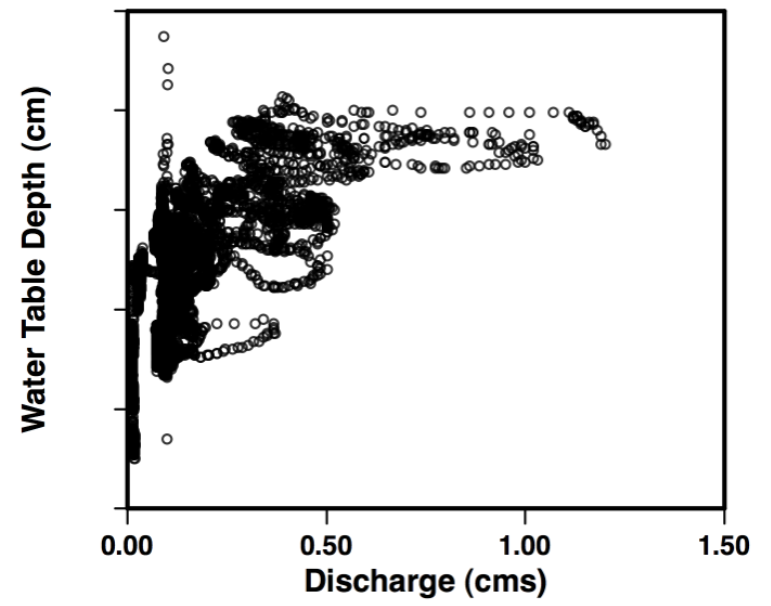 Water Table Depth (cm)
0.00 0.50 1.00 1.50
Discharge (cms)